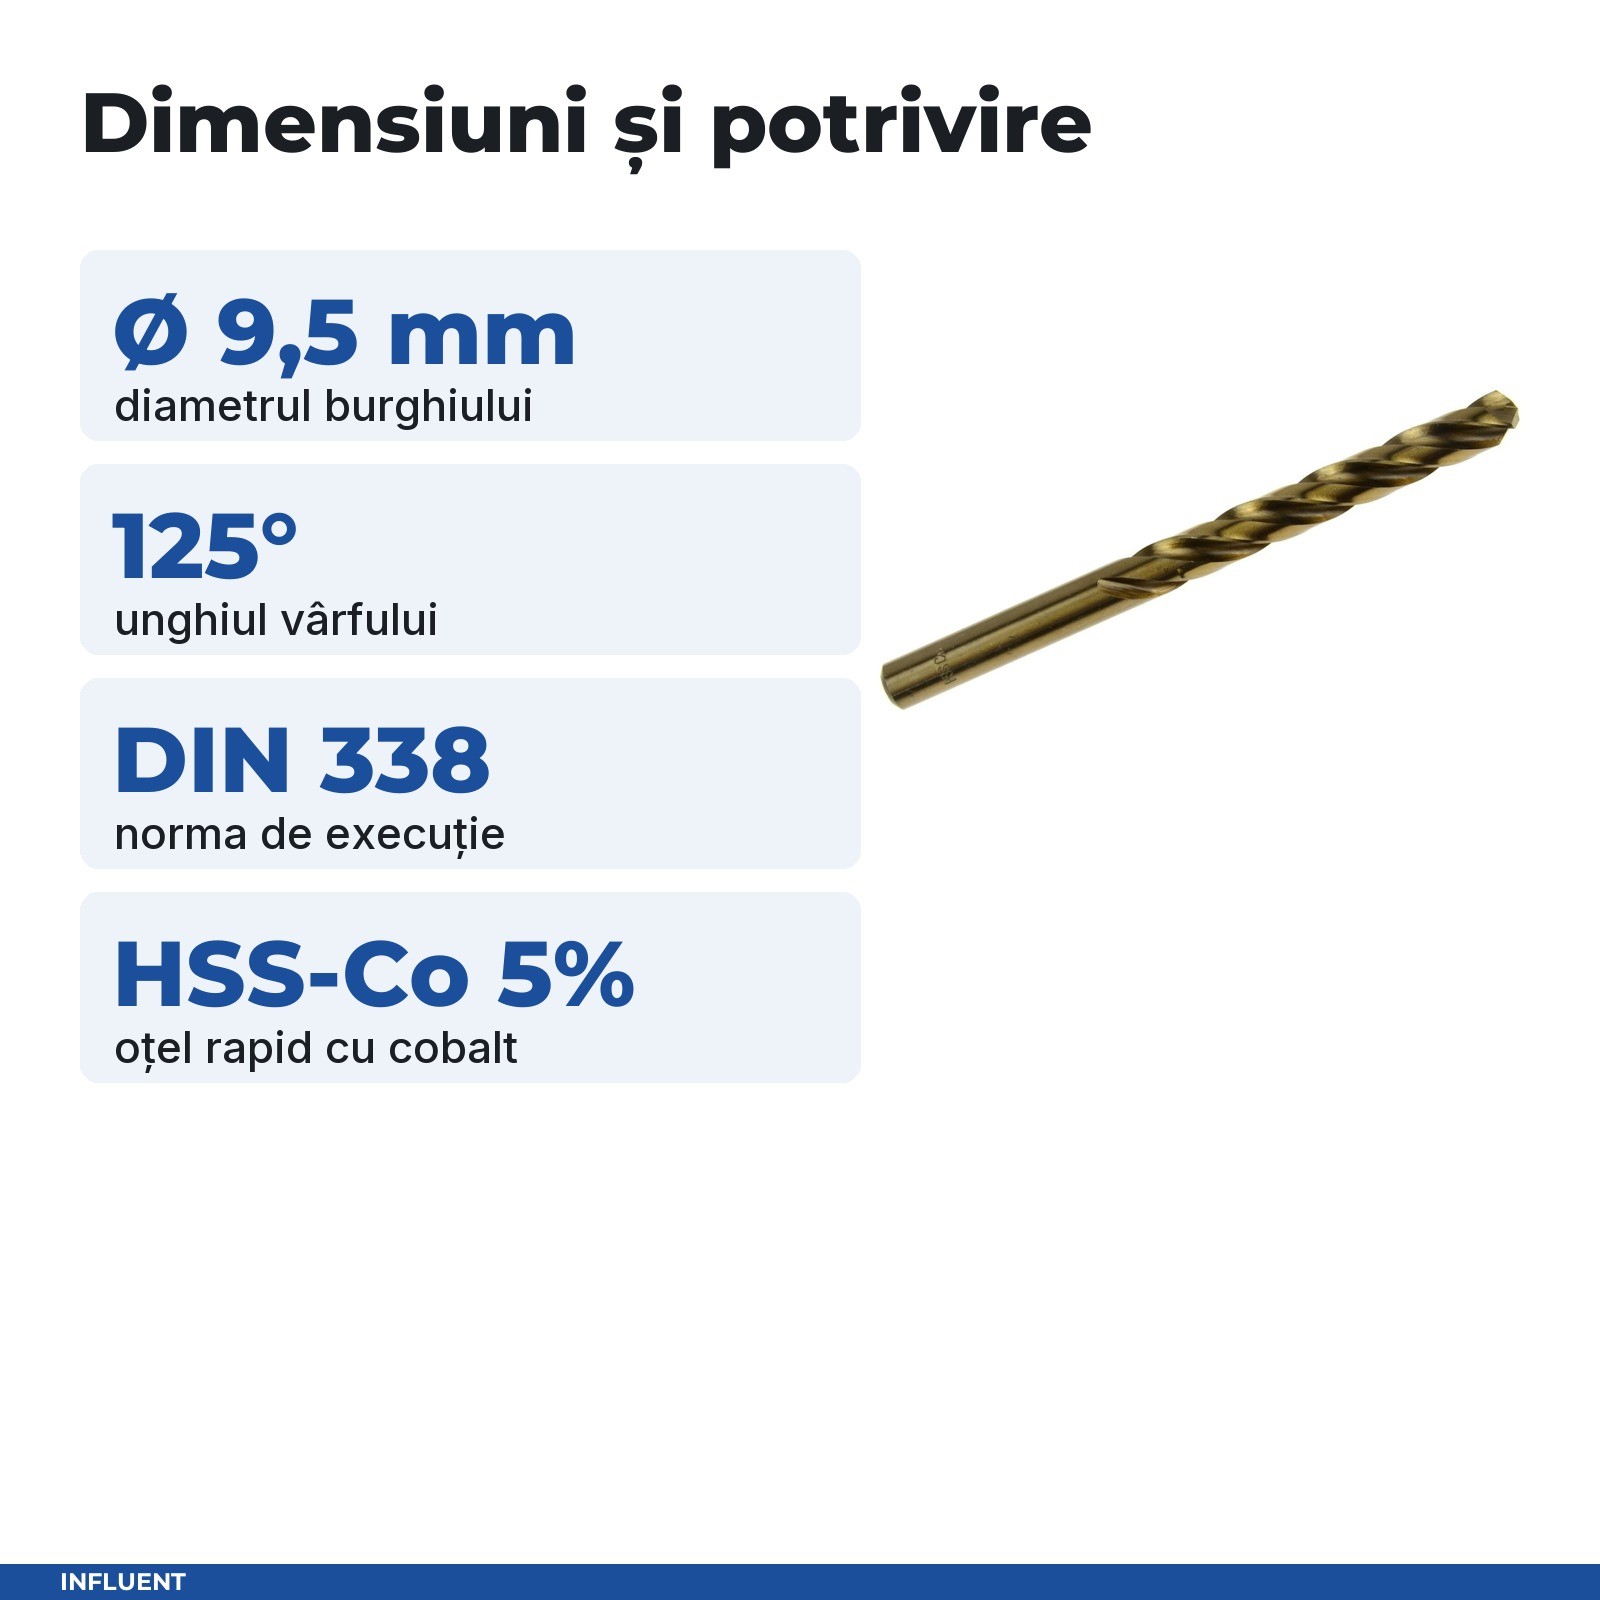 Dimensiuni și potrivire
Ø 9,5 mm
diametrul burghiului
125°
unghiul vârfului
DIN 338
norma de execuție
HSS-Co 5%
oțel rapid cu cobalt
INFLUENT